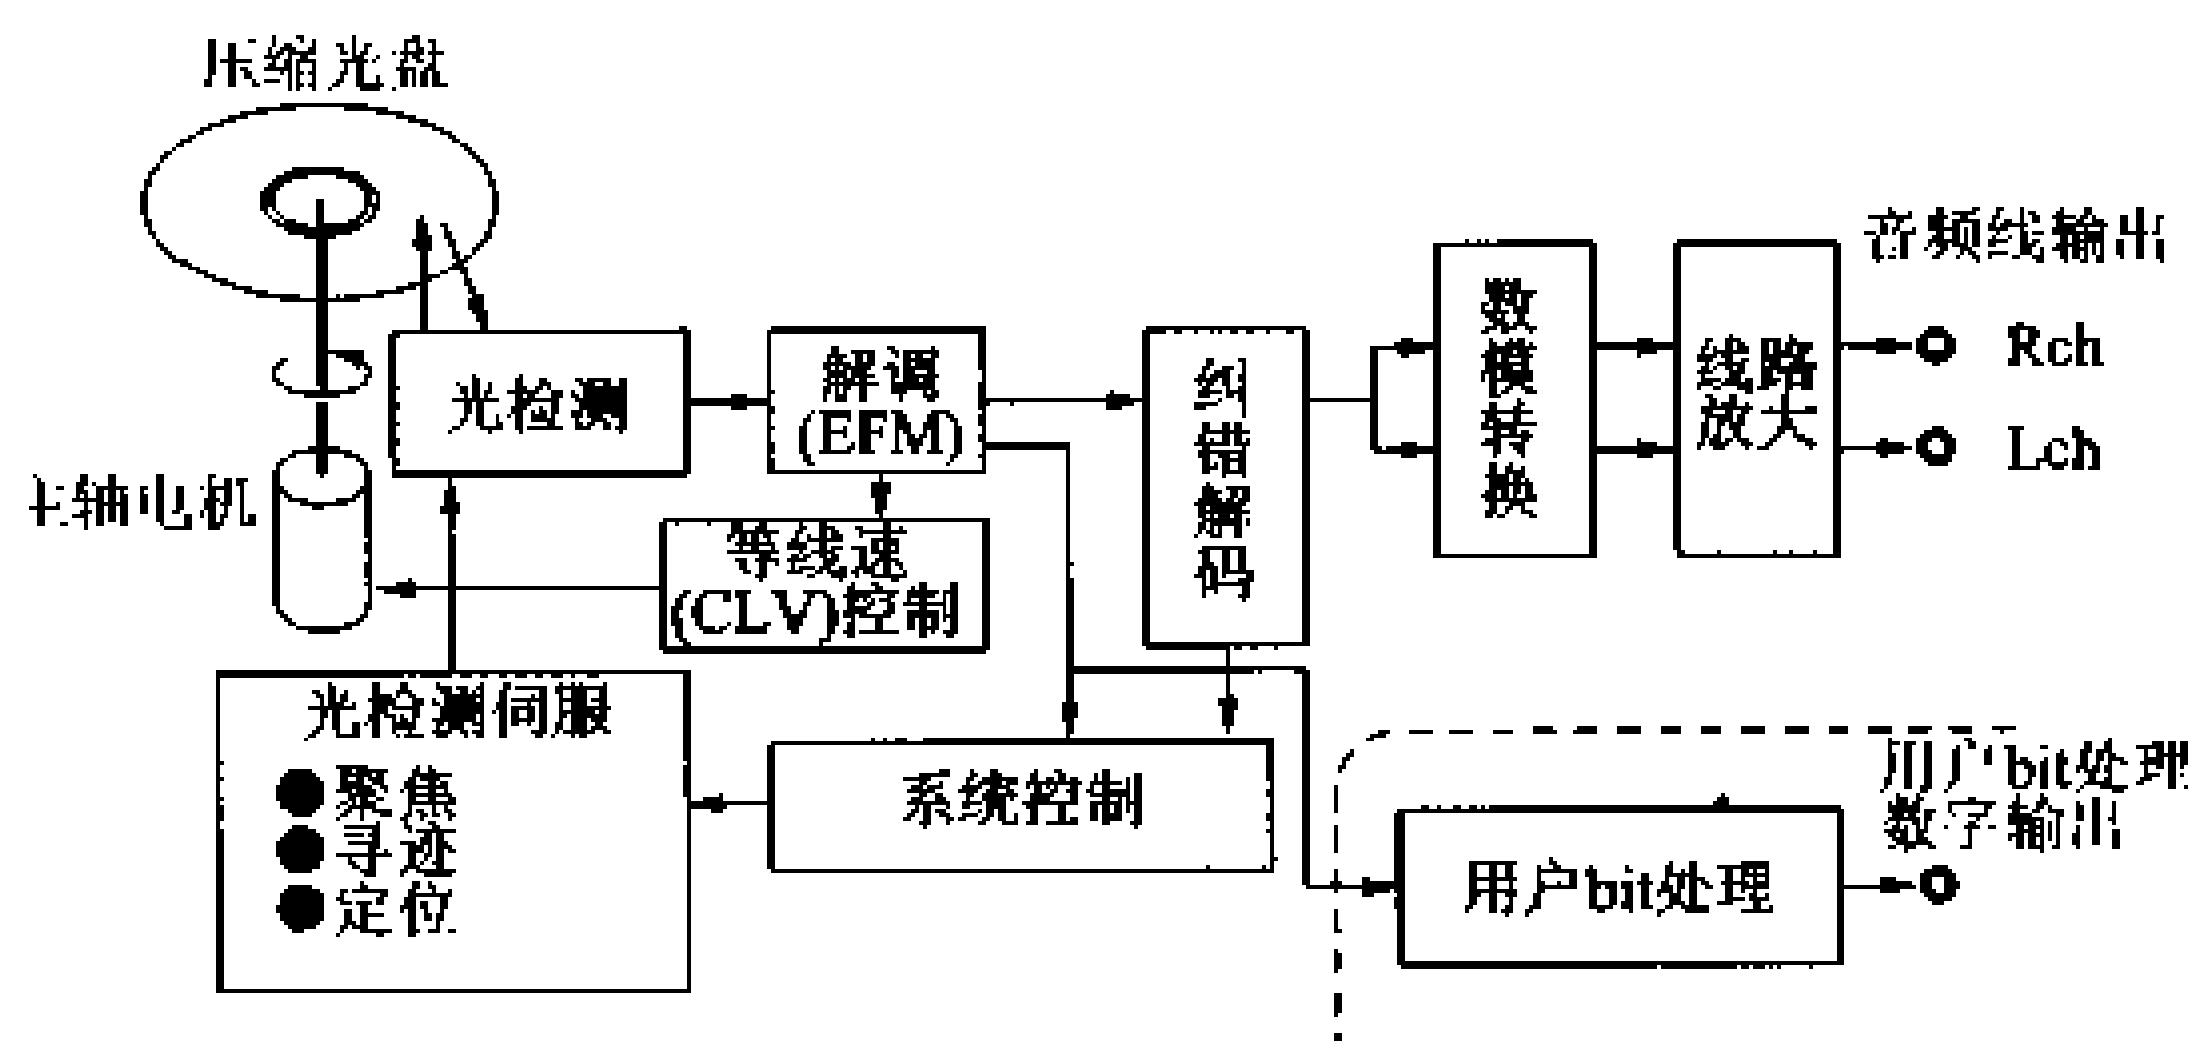 压缩光盘
音频线输出
Rch
Lch
数模转换
线路
放大
纠错解码
解调
(EFM)
光检测
主轴电机
等线速
(CLV)控制
光检测伺服
●聚焦
●寻迹
●定位
系统控制
用户bit处理
数字输出
用户bit处理